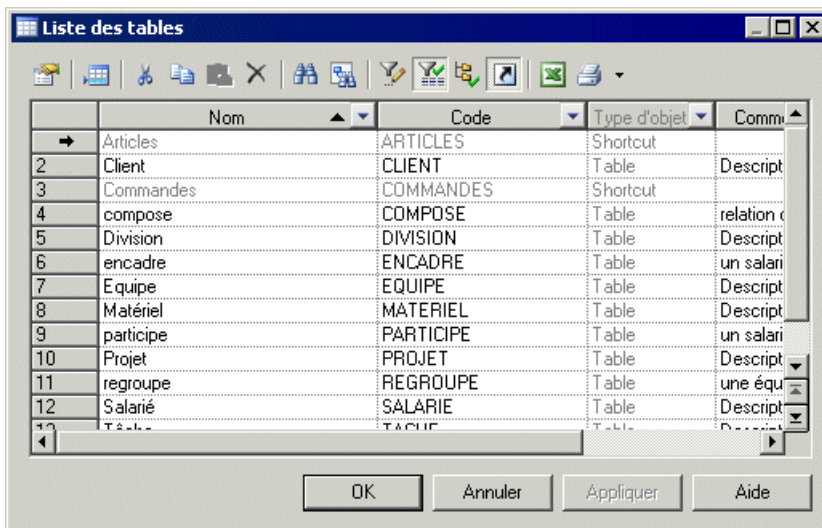 Liste des tables
Nom Code Type d'objet Comm
Articles ARTICLES Shortcut
2 Client CLIENT Table Descript
3 Commandes COMMANDES Shortcut
4 compose COMPOSE Table relation
5 Division DIVISION Table Descript
6 encadre ENCADRE Table un salari
7 Equipe EQUIPE Table Descript
8 Matériel MATERIEL Table Descript
9 participe PARTICIPE Table un salari
10 Projet PROJET Table Descript
11 regroupe REGROUPE Table une équ
12 Salarié SALARIE Table Descript
OK Annuler Appliquer Aide